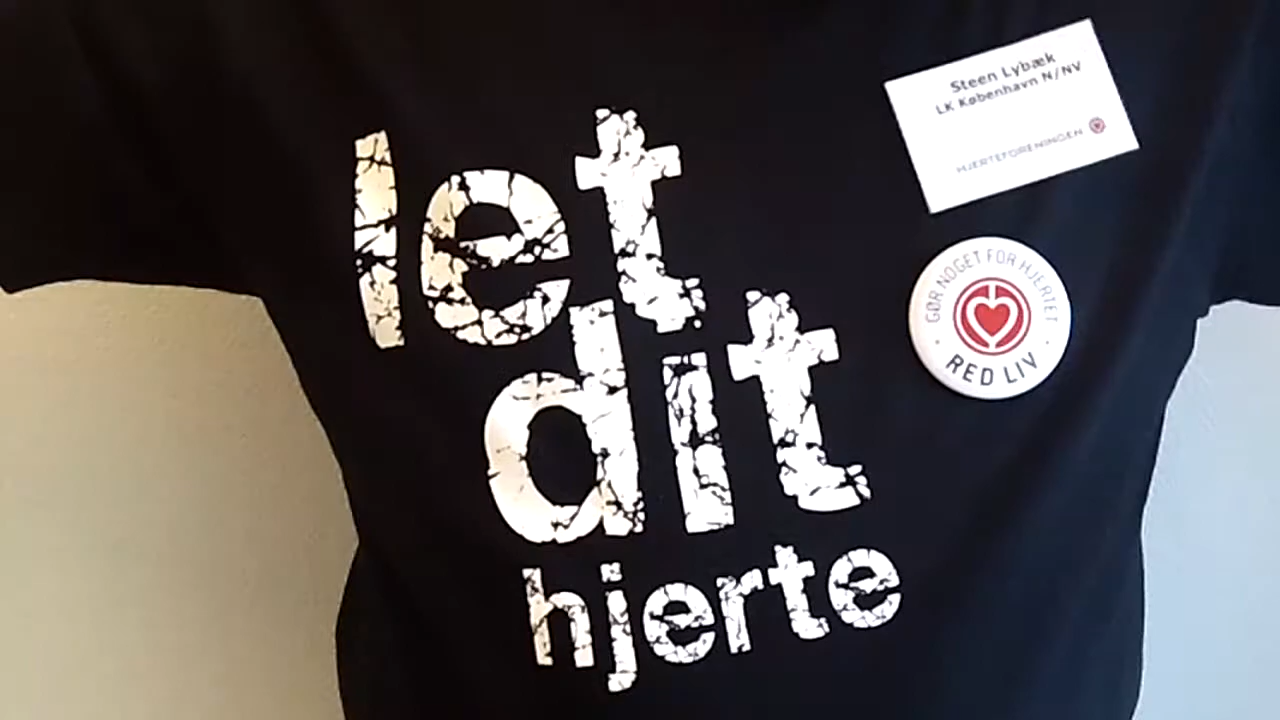 let
dit
hjerte
Steen Lybæk
LK København N/NV
HJERTEFORENINGEN
GØR NOGET FOR HJERTET
· RED LIV ·